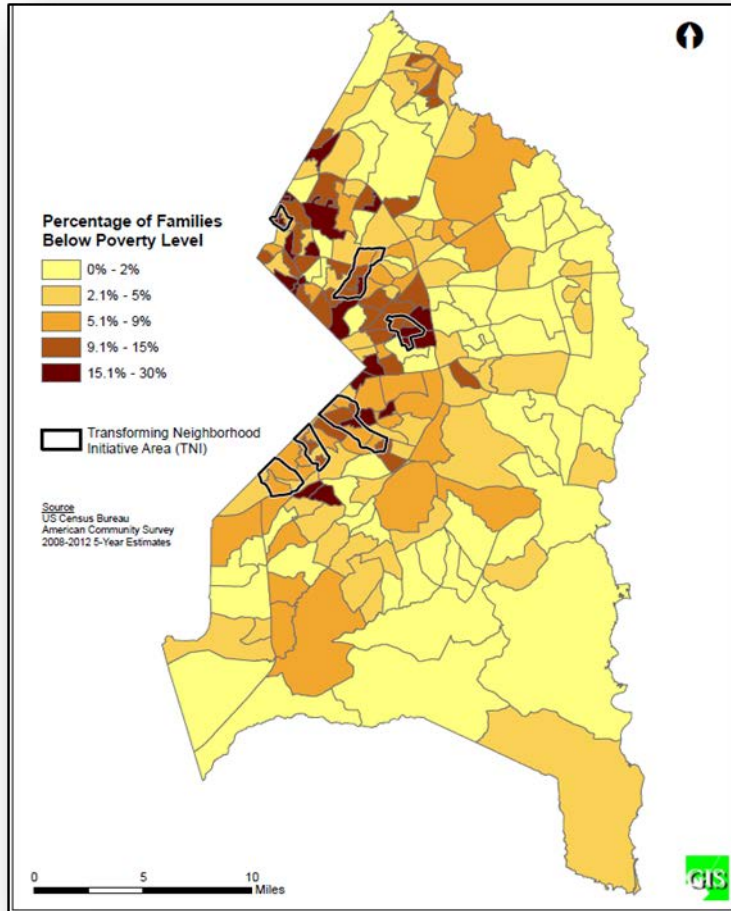 Percentage of Families
Below Poverty Level
0% - 2%
2.1% - 5%
5.1% - 9%
9.1% - 15%
15.1% - 30%
Transforming Neighborhood
Initiative Area (TNI)
Source
US Census Bureau
American Community Survey
2008-2012 5-Year Estimates
0 5 10
Miles
GIS